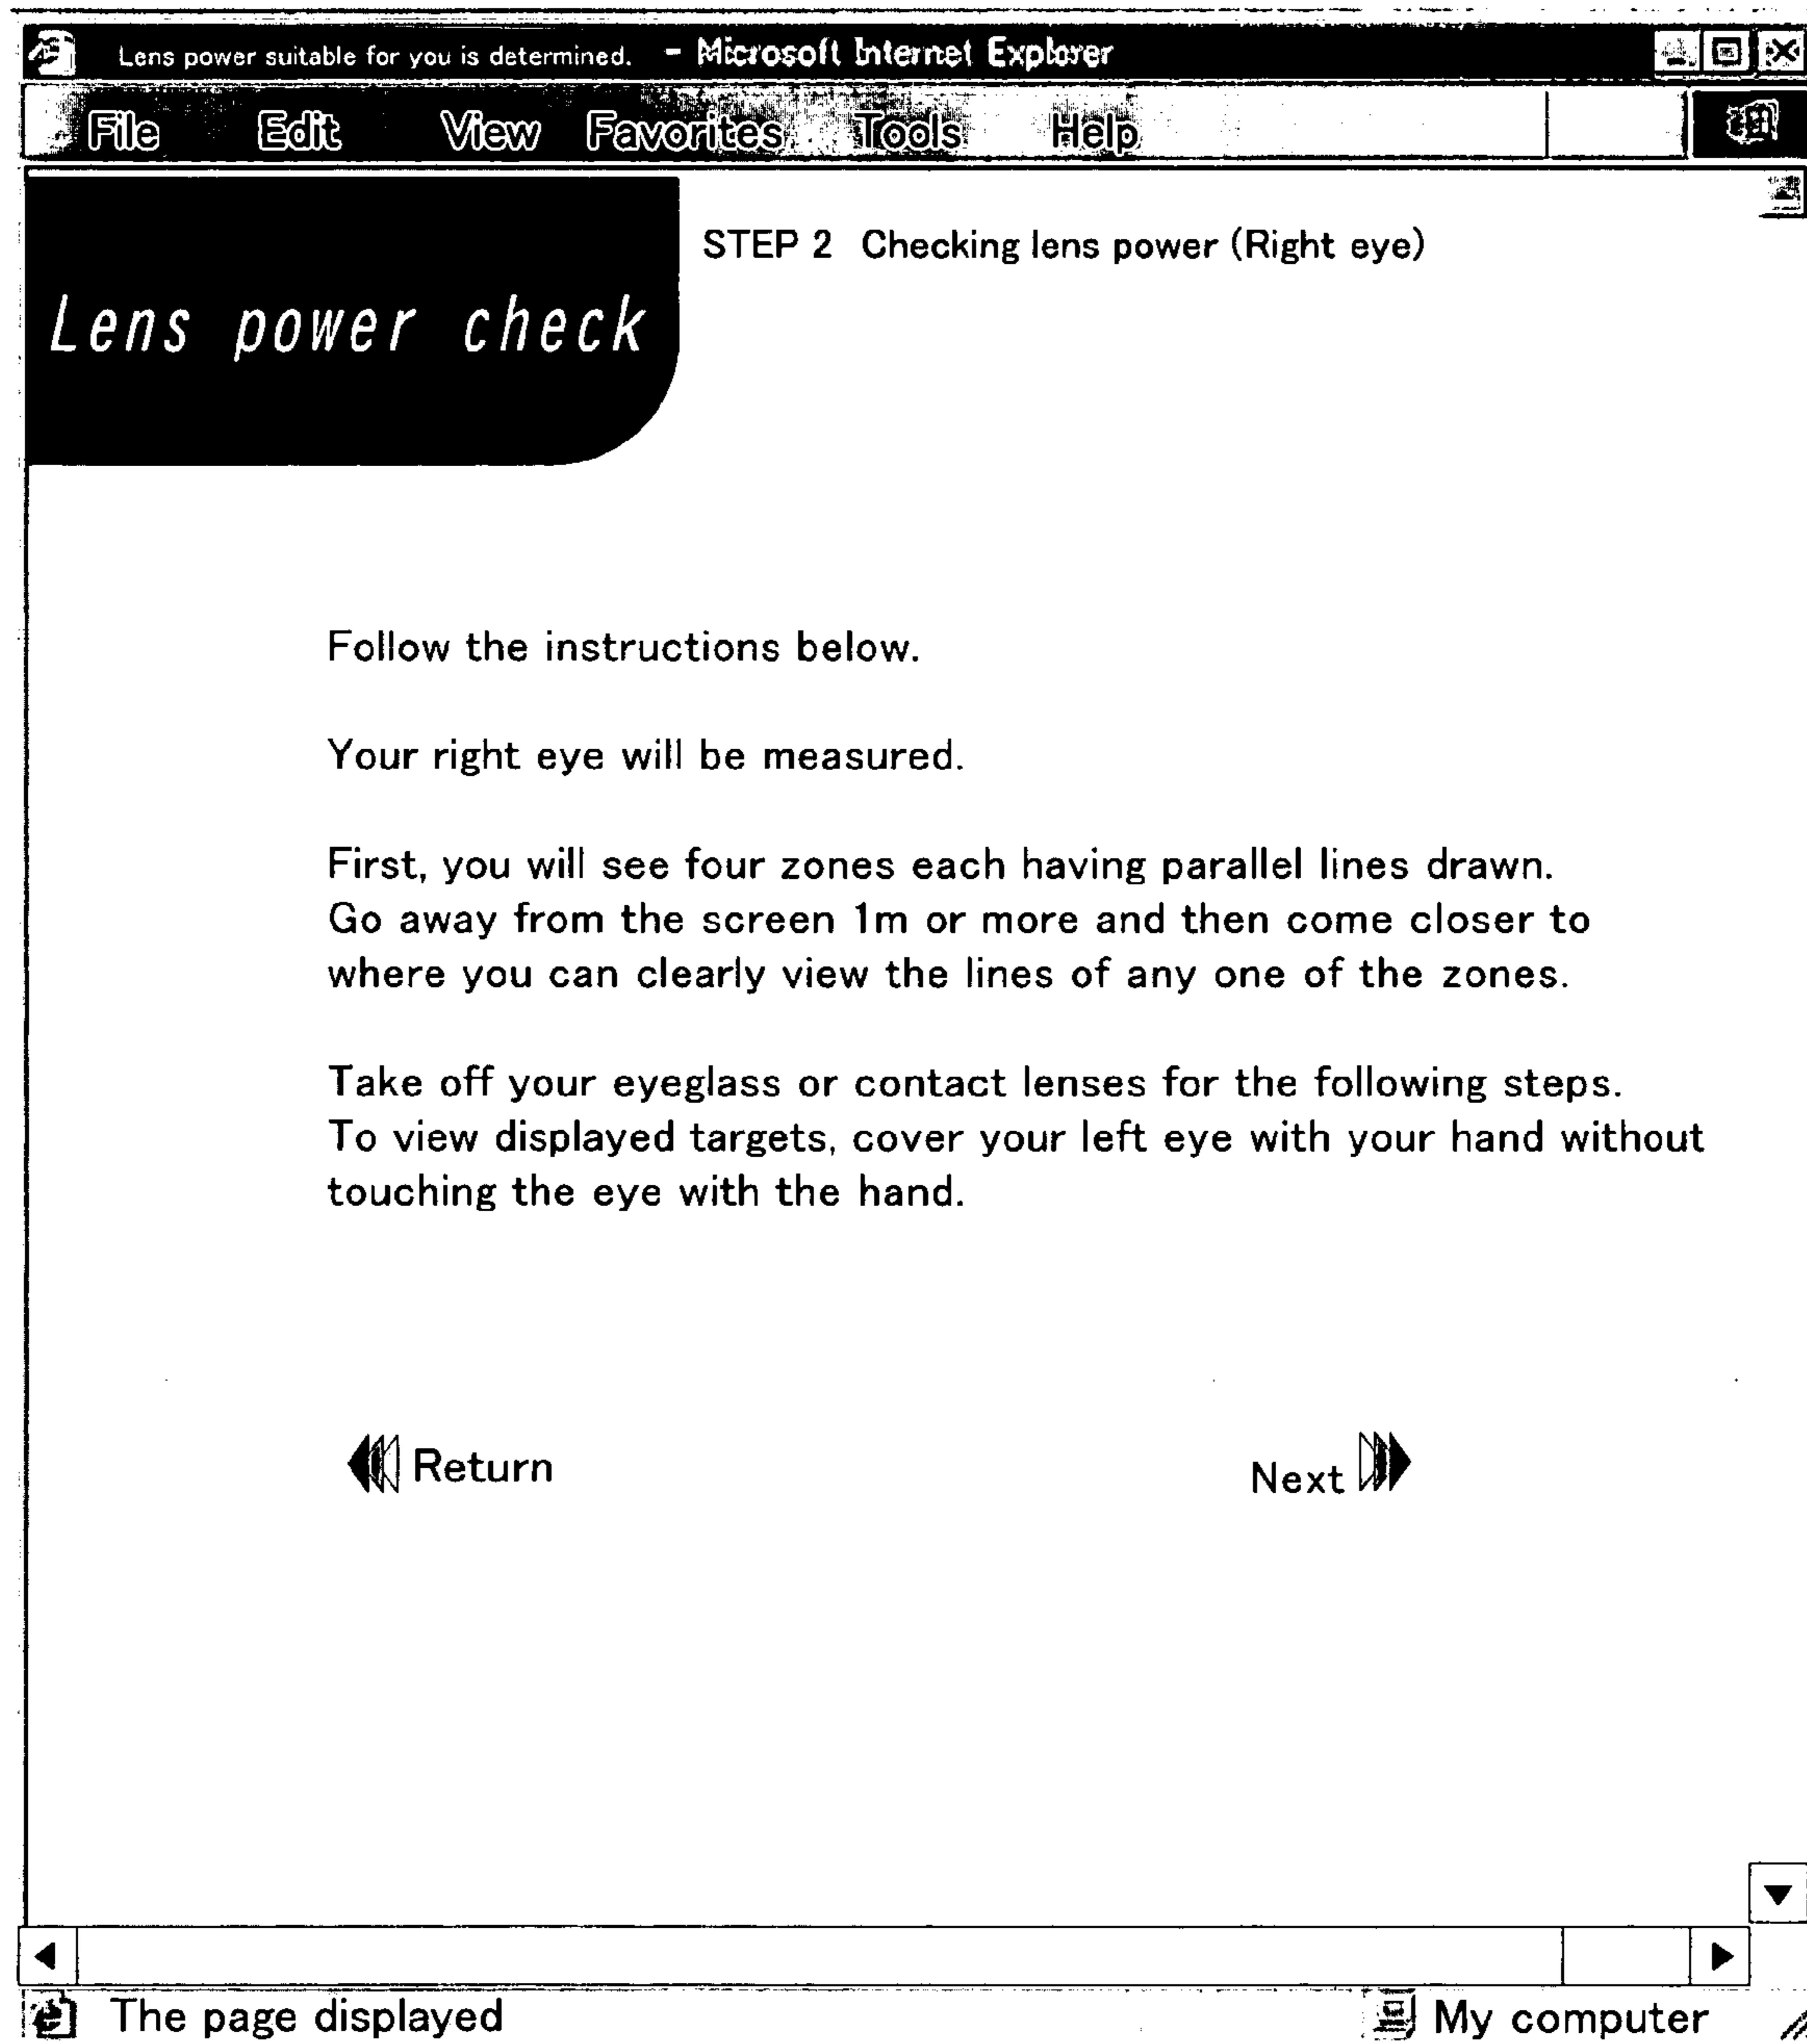 Lens power suitable for you is determined. - Microsoft Internet Explorer
File Edit View Favorites Tools Help
STEP 2 Checking lens power (Right eye)
Lens power check
Follow the instructions below.
Your right eye will be measured.
First, you will see four zones each having parallel lines drawn.
Go away from the screen 1m or more and then come closer to
where you can clearly view the lines of any one of the zones.
Take off your eyeglass or contact lenses for the following steps.
To view displayed targets, cover your left eye with your hand without
touching the eye with the hand.
Return
Next
The page displayed
My computer